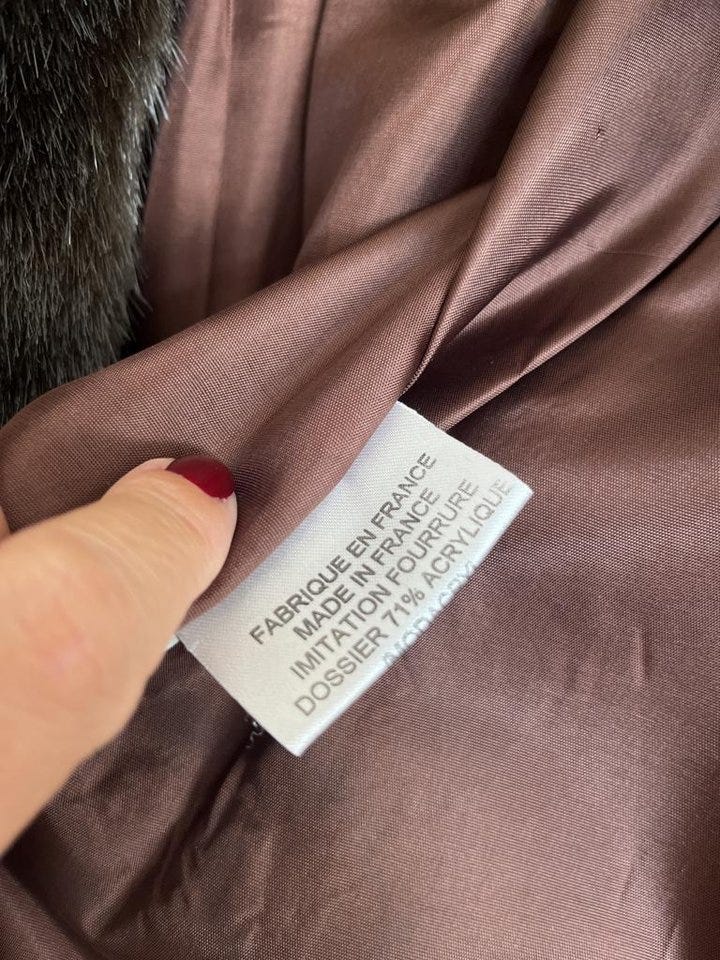 FABRIQUE EN FRANCE
MADE IN FRANCE
IMITATION FOURRURE
DOSSIER 71% ACRYLIQUE